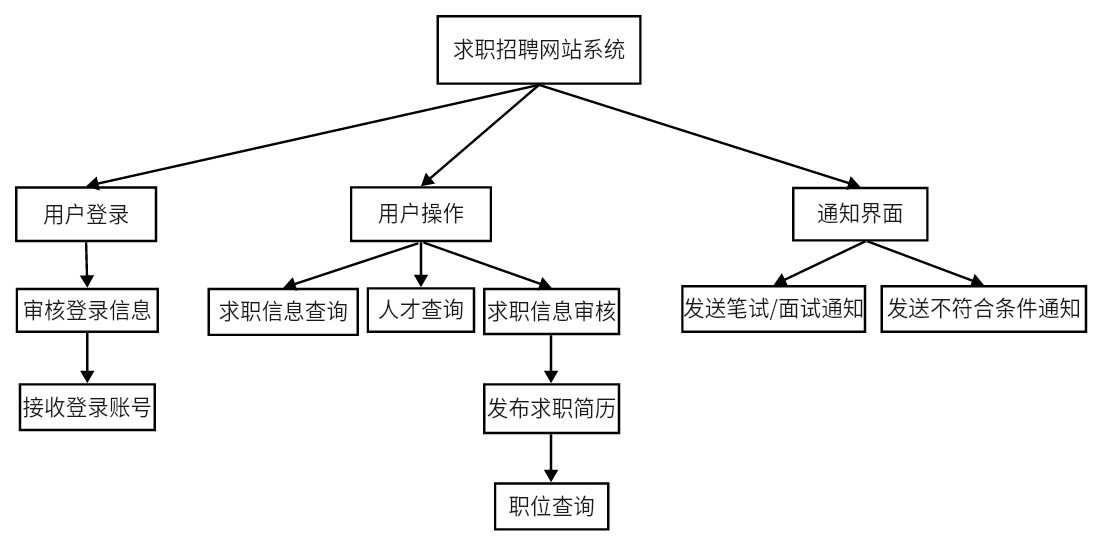 求职招聘网站系统
用户登录
用户操作
通知界面
审核登录信息
求职信息查询
人才查询
求职信息审核
发送笔试/面试通知
发送不符合条件通知
接收登录账号
发布求职简历
职位查询